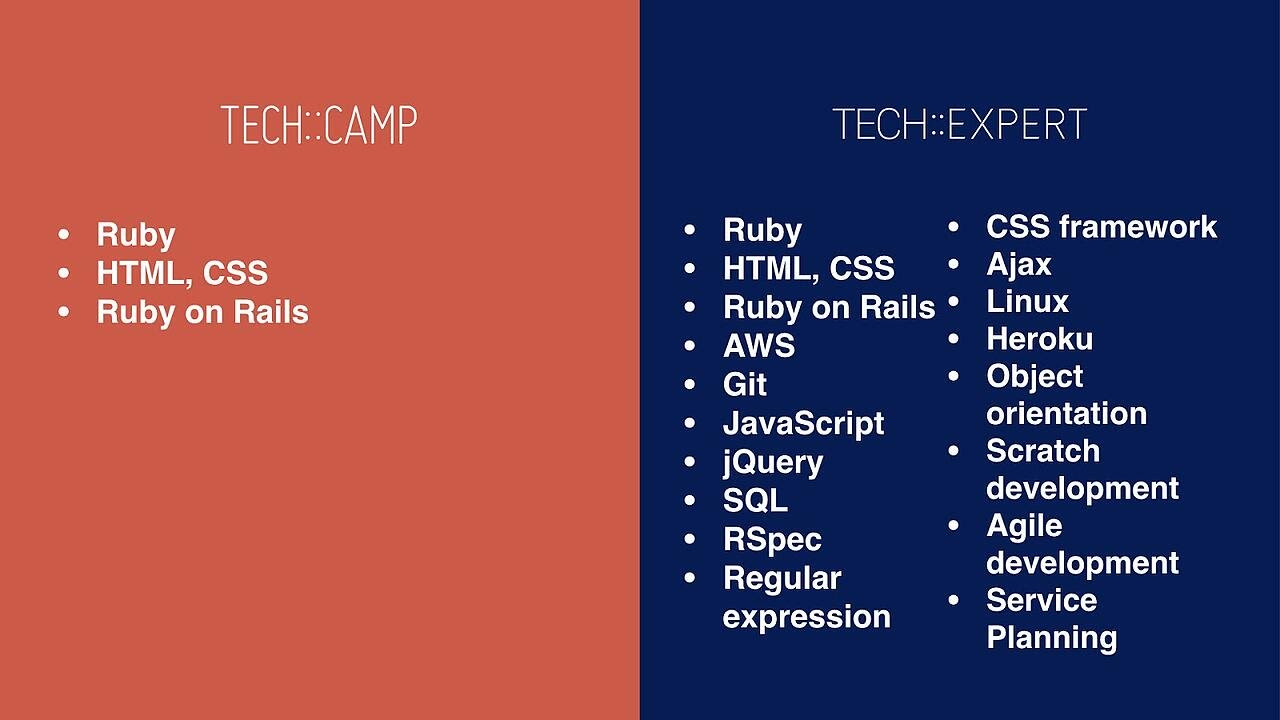 TECH::CAMP
• Ruby
• HTML, CSS
• Ruby on Rails
TECH::EXPERT
• Ruby
• HTML, CSS
• Ruby on Rails
• AWS
• Git
• JavaScript
• jQuery
• SQL
• RSpec
• Regular
expression
• CSS framework
• Ajax
• Linux
• Heroku
• Object
orientation
• Scratch
development
• Agile
development
• Service
Planning